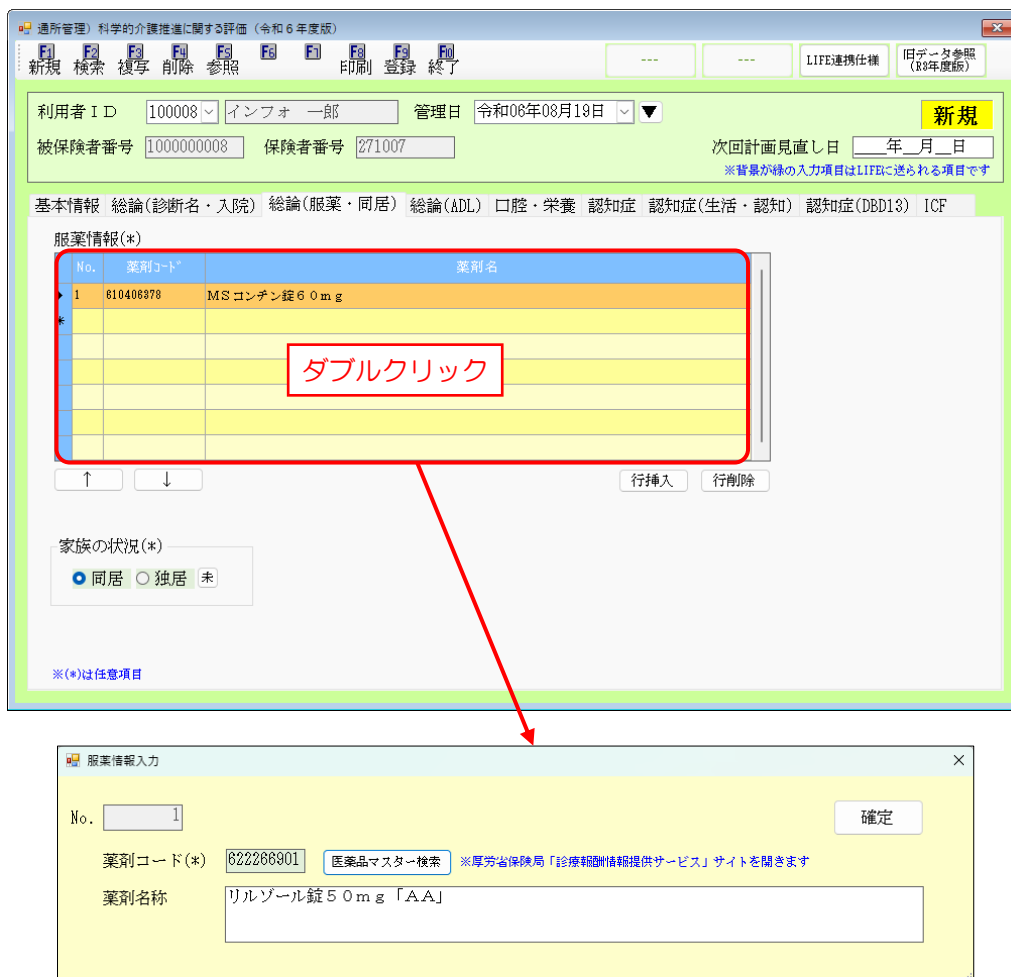 通所管理）科学的介護推進に関する評価（令和６年度版）
F1 F2 F3 F4 F5 F6 F7 F8 F9 F10
新規 検索 複写 削除 参照 印刷 登録 終了
--- --- LIFE連携仕様 旧データ参照
(R3年度版)
利用者ＩＤ 100008 インフォ　一郎 管理日 令和06年08月19日 ▼ 新規
被保険者番号 1000000008 保険者番号 271007 次回計画見直し日 ____年__月__日
※背景が緑の入力項目はLIFEに送られる項目です
基本情報 総論(診断名・入院) 総論(服薬・同居) 総論(ADL) 口腔・栄養 認知症 認知症(生活・認知) 認知症(DBD13) ICF
服薬情報(*)
No. 薬剤ｺｰﾄﾞ 薬剤名
1 610406378 ＭＳコンチン錠６０ｍｇ
*
ダブルクリック
↑ ↓ 行挿入 行削除
家族の状況(*)
同居 独居 未
※(*)は任意項目
服薬情報入力
No. 1 確定
薬剤コード(*) 622266901 医薬品マスター検索 ※厚労省保険局「診療報酬情報提供サービス」サイトを開きます
薬剤名称 リルゾール錠５０ｍｇ「ＡＡ」